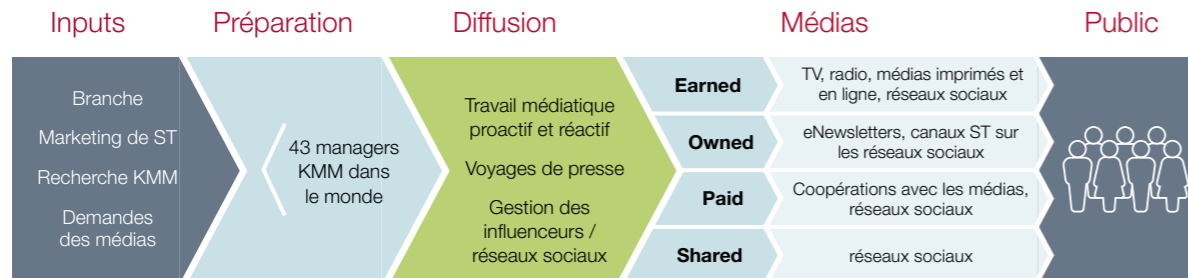 Inputs
Préparation
Diffusion
Médias
Public
Branche
Marketing de ST
Recherche KMM
Demandes
des médias
43 managers
KMM dans
le monde
Travail médiatique
proactif et réactif
Voyages de presse
Gestion des
influenceurs /
réseaux sociaux
Earned
TV, radio, médias imprimés et
en ligne, réseaux sociaux
Owned
eNewsletters, canaux ST sur
les réseaux sociaux
Paid
Coopérations avec les médias,
réseaux sociaux
Shared
réseaux sociaux